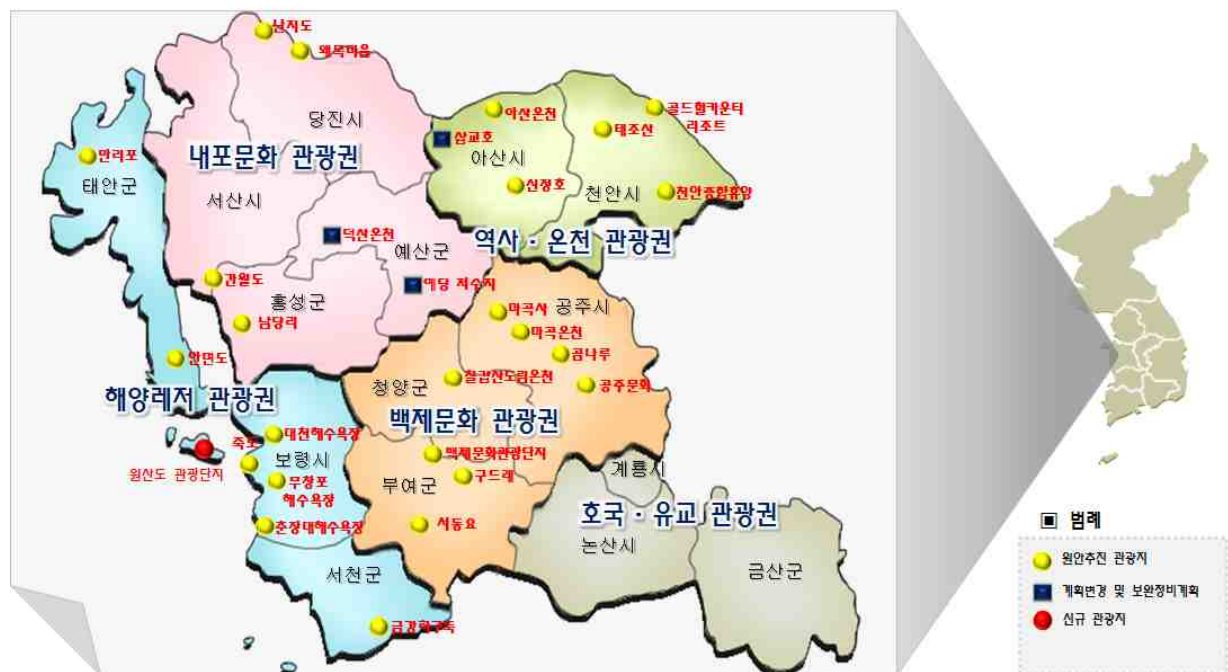 난지도
왜목마을
당진시
아산온천
골드힐카운티
리조트
태조산
삽교호
만리포
내포문화 관광권
아산시
태안군
신정호
천안시
천안종합휴양
서산시
덕산온천
예산군
역사 · 온천 관광권
간월도
예당 저수지
홍성군
마곡사
공주시
남당리
마곡온천
곰나루
안면도
칠갑산도림온천
공주문화
청양군
해양레저 관광권
백제문화 관광권
대천해수욕장
죽도
보령시
백제문화관광단지
계룡시
원산도 관광단지
무창포
해수욕장
부여군
구드래
호국 · 유교 관광권
춘장대해수욕장
서동요
논산시
서천군
금산군
금강하구둑
범례
원안추진 관광지
계획변경 및 보완정비계획
신규 관광지